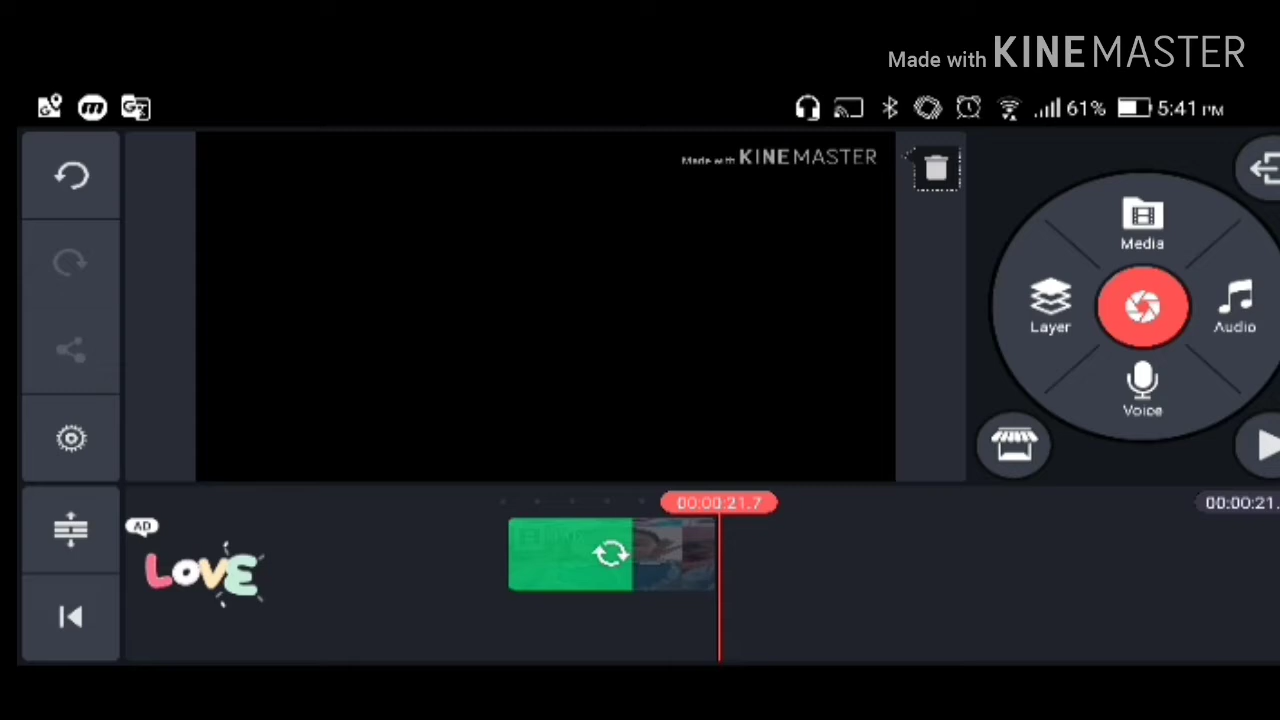 Made with KINEMASTER
61% 5:41 PM
Made with KINEMASTER
Media
Layer
Audio
Voice
00:00:21.7
00:00:21.
AD
LOVE